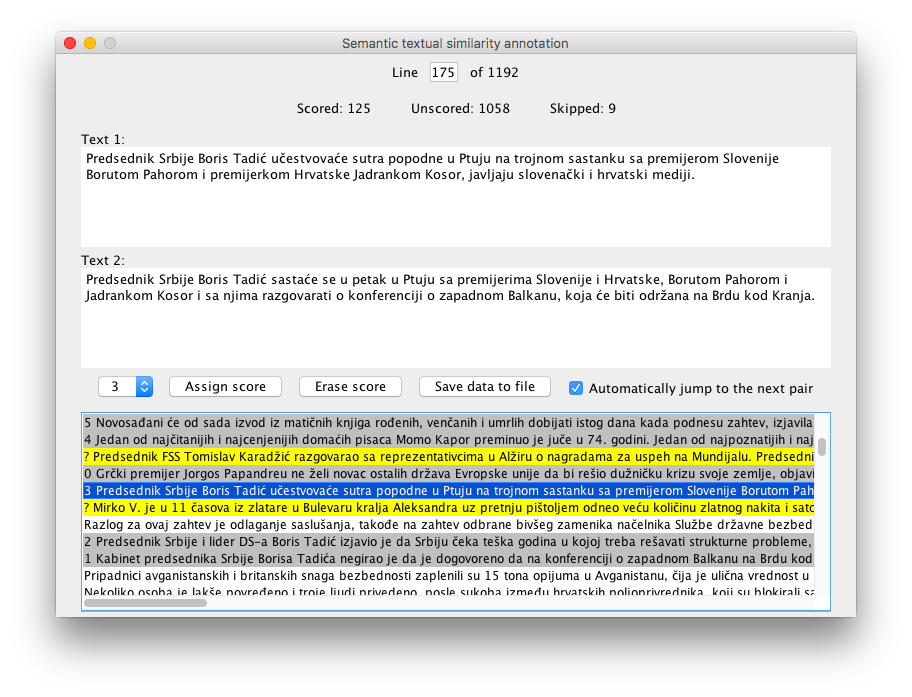 Semantic textual similarity annotation
Line 175 of 1192
Scored: 125 Unscored: 1058 Skipped: 9
Text 1:
Predsednik Srbije Boris Tadić učestvovaće sutra popodne u Ptuju na trojnom sastanku sa premijerom Slovenije
Borutom Pahorom i premijerkom Hrvatske Jadrankom Kosor, javljaju slovenački i hrvatski mediji.
Text 2:
Predsednik Srbije Boris Tadić sastaće se u petak u Ptuju sa premijerima Slovenije i Hrvatske, Borutom Pahorom i
Jadrankom Kosor i sa njima razgovarati o konferenciji o zapadnom Balkanu, koja će biti održana na Brdu kod Kranja.
3 Assign score Erase score Save data to file Automatically jump to the next pair
5 Novosađani će od sada izvod iz matičnih knjiga rođenih, venčanih i umrlih dobijati istog dana kada podnesu zahtev, izjavila
4 Jedan od najčitanijih i najcenjenijih domaćih pisaca Momo Kapor preminuo je juče u 74. godini. Jedan od najpoznatijih i naj
? Predsednik FSS Tomislav Karadžić razgovarao sa reprezentativcima u Alžiru o nagradama za uspeh na Mundijalu. Predsedni
0 Grčki premijer Jorgos Papandreu ne želi novac ostalih država Evropske unije da bi rešio dužničku krizu svoje zemlje, objavi
3 Predsednik Srbije Boris Tadić učestvovaće sutra popodne u Ptuju na trojnom sastanku sa premijerom Slovenije Borutom Pah
? Mirko V. je u 11 časova iz zlatare u Bulevaru kralja Aleksandra uz pretnju pištoljem odneo veću količinu zlatnog nakita i sato
Razlog za ovaj zahtev je odlaganje saslušanja, takođe na zahtev odbrane bivšeg zamenika načelnika Službe državne bezbed
2 Predsednik Srbije i lider DS-a Boris Tadić izjavio je da Srbiju čeka teška godina u kojoj treba rešavati strukturne probleme,
1 Kabinet predsednika Srbije Borisa Tadića negirao je da je dogovoreno da na konferenciji o zapadnom Balkanu na Brdu kod
Pripadnici avganistanskih i britanskih snaga bezbednosti zaplenili su 15 tona opijuma u Avganistanu, čija je ulična vrednost u
Nekoliko osoba je lakše povređeno i troje ljudi privedeno, posle sukoba između hrvatskih poljoprivrednika, koji su blokirali sa